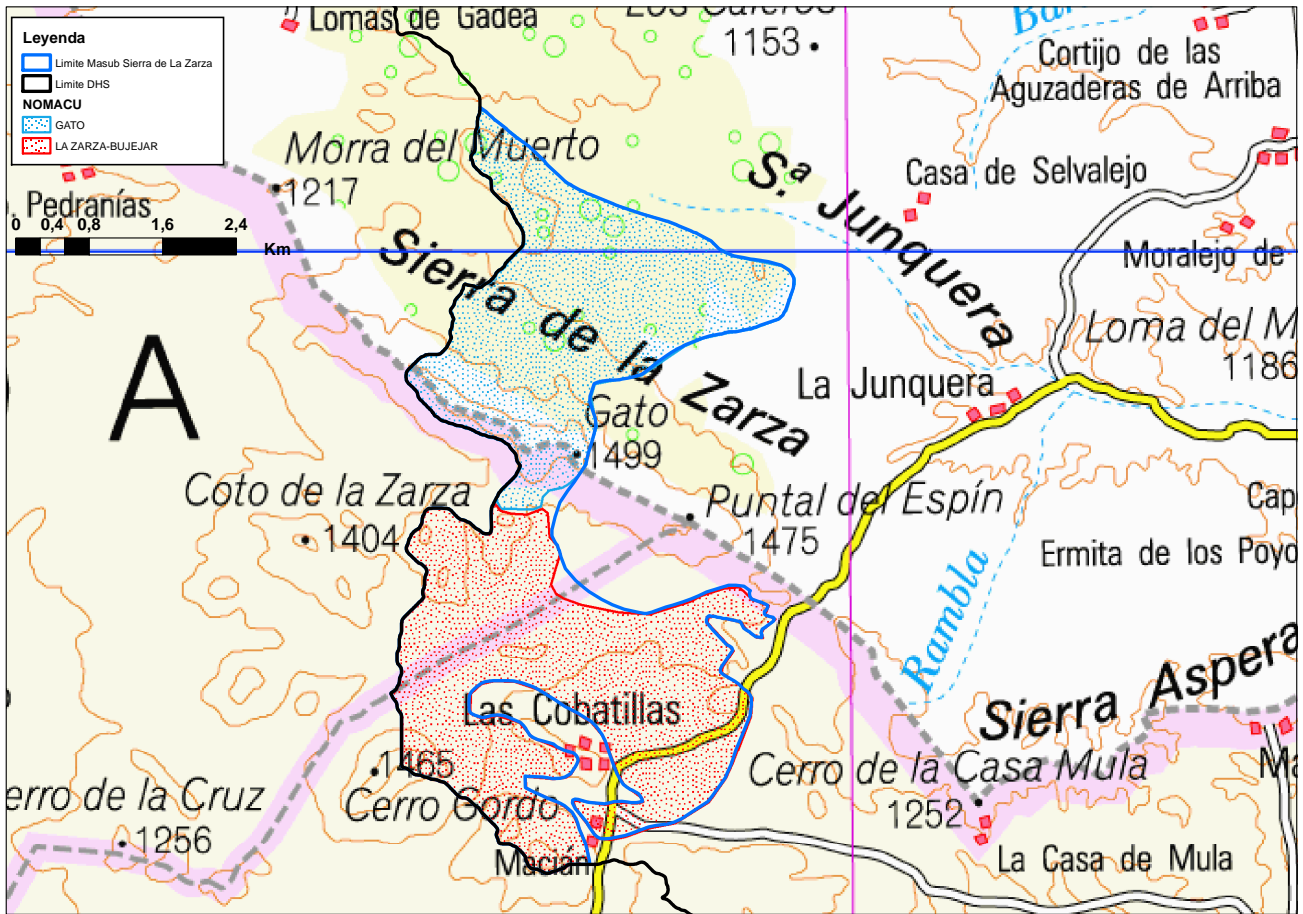 Leyenda
Limite Masub Sierra de La Zarza
Limite DHS
NOMACU
GATO
LA ZARZA-BUJEJAR
Lomas de Gadea
1153
Cortijo de las
Aguzaderas de Arriba
Morra del Muerto
1217
Casa de Selvalejo
Pedranías
0 0,4 0,8 1,6 2,4
Km
S.ª Junquera
Moralejo de
Sierra de la Zarza
Loma del M
1186
La Junquera
A
Gato
1499
Coto de la Zarza
1404
Puntal del Espín
1475
Cap
Ermita de los Poyo
Rambla
Las Cobatillas
Sierra Aspera
1465
Cerro Gordo
Cerro de la Casa Mula
1252
erro de la Cruz
1256
Macián
La Casa de Mula